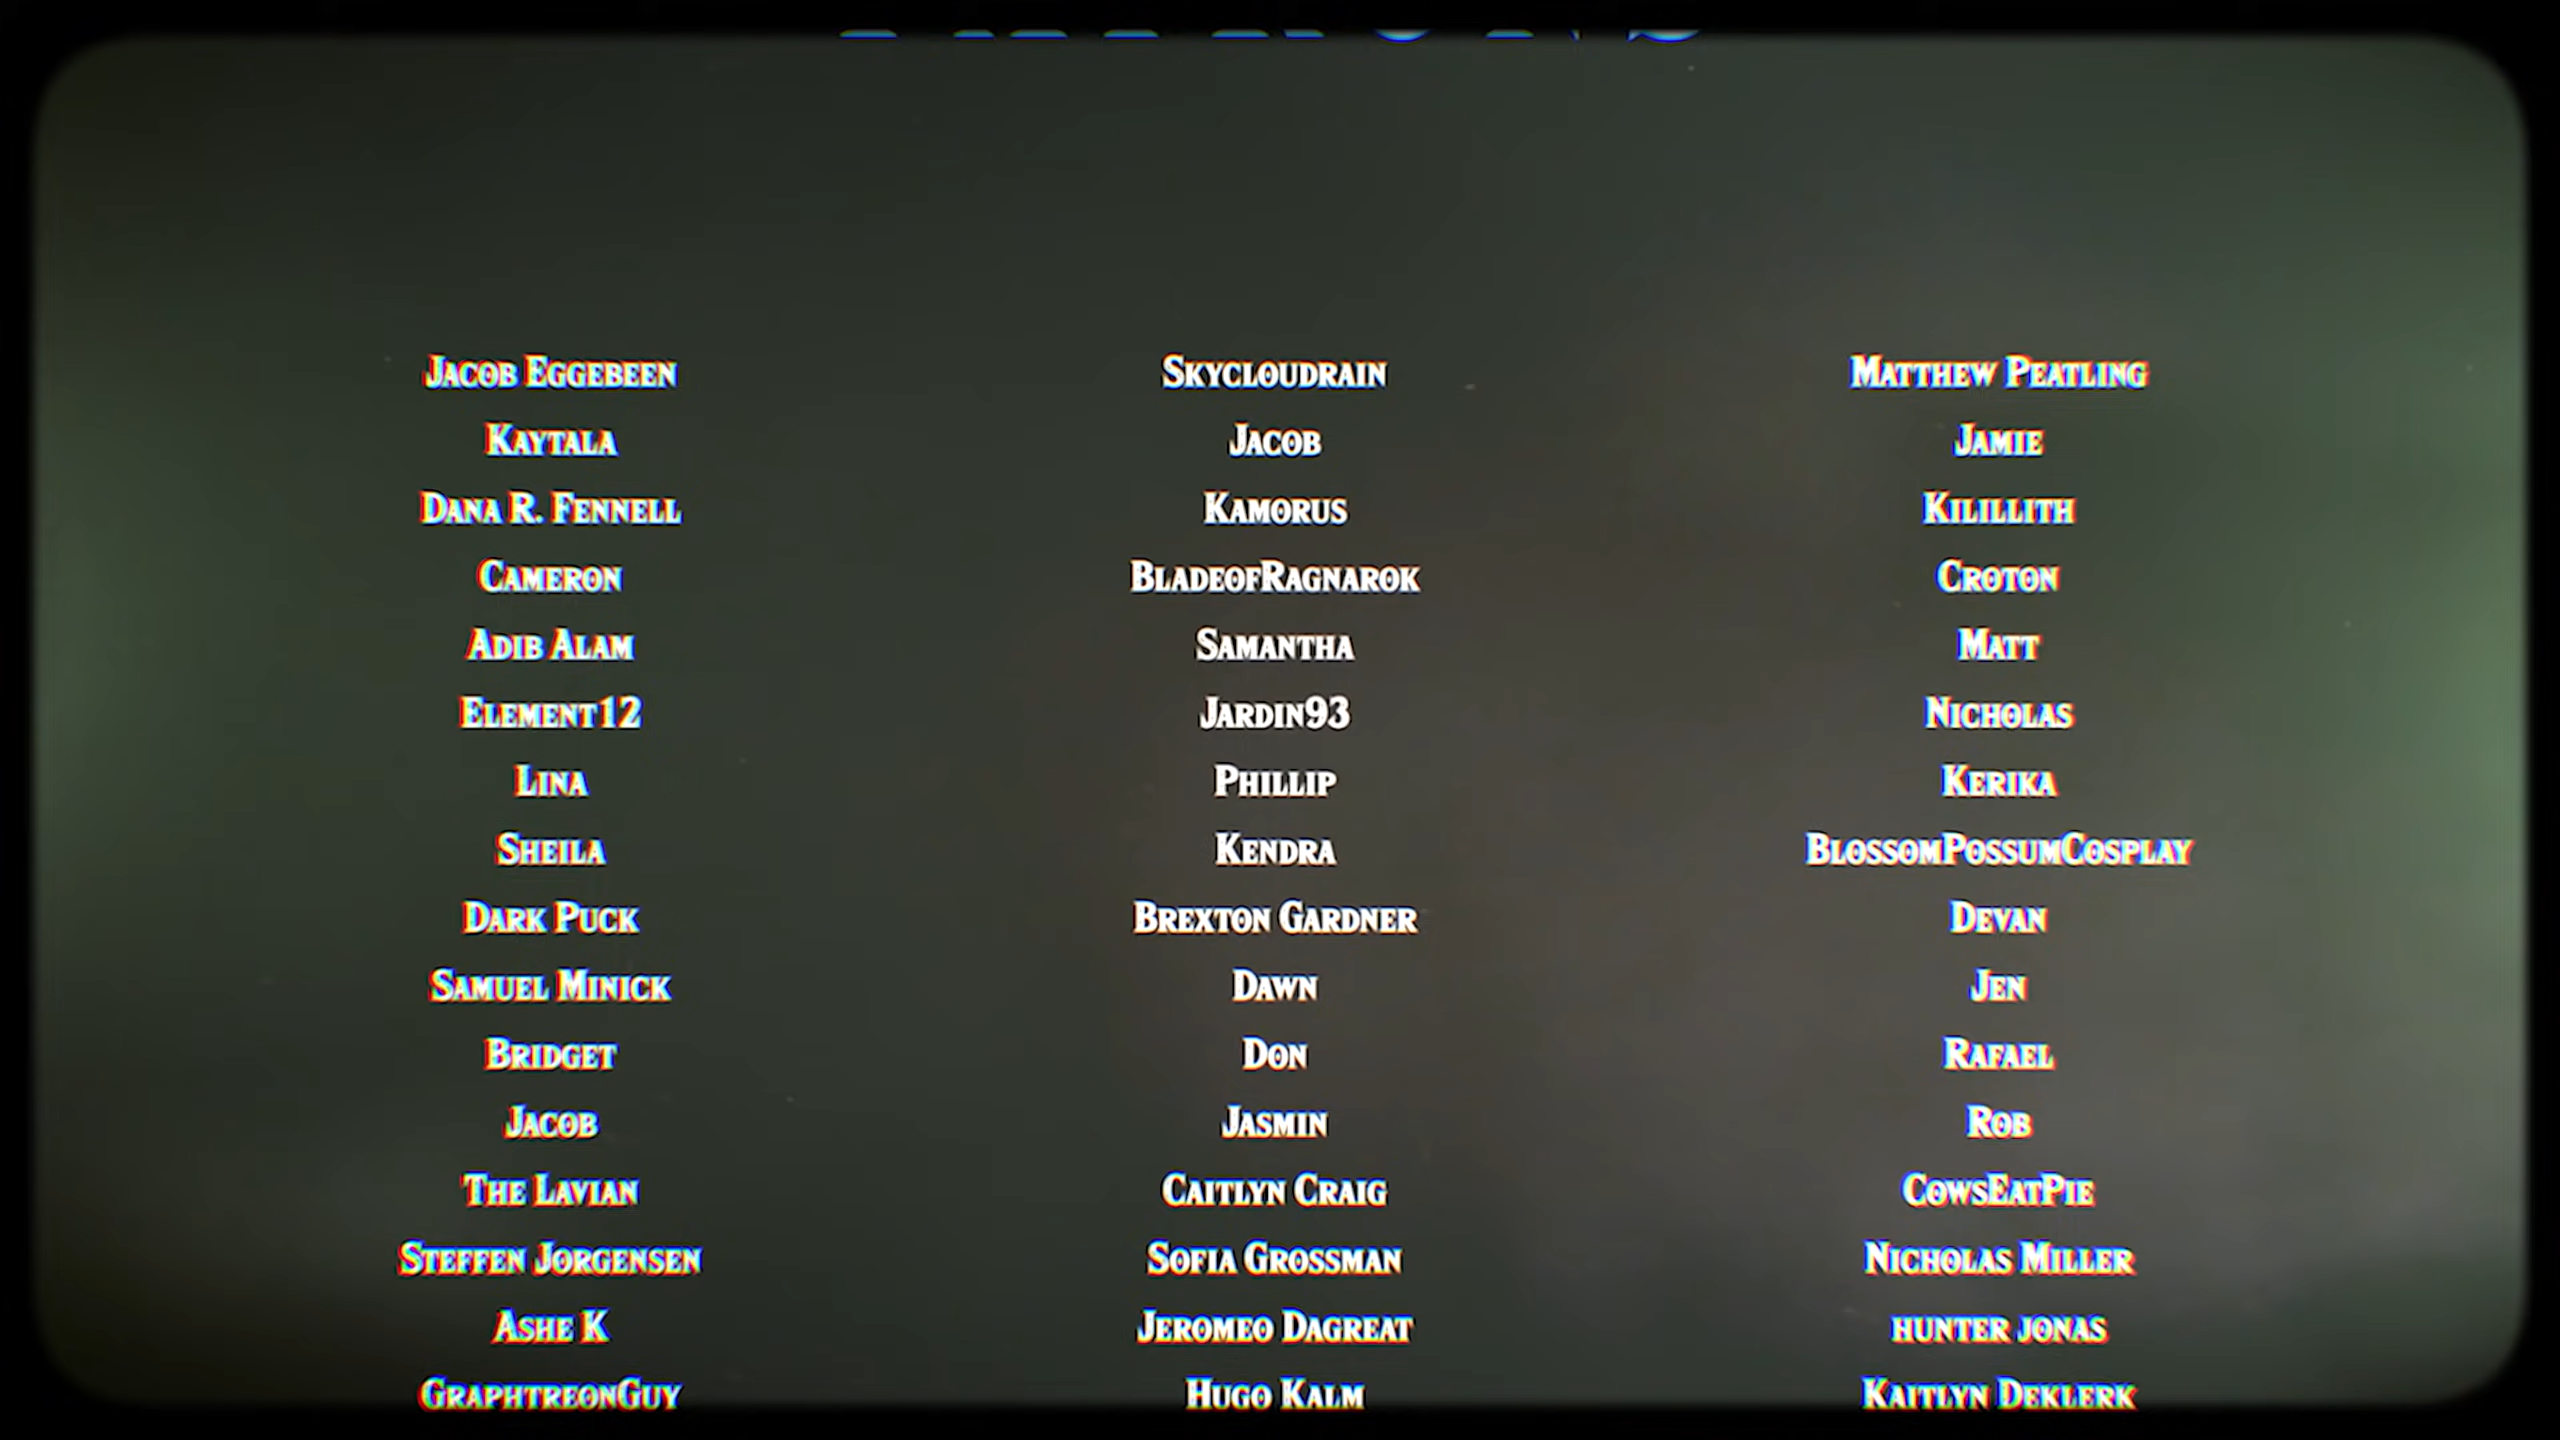 Jacob Eggebeen
Kaytala
Dana R. Fennell
Cameron
Adib Alam
Element12
Lina
Sheila
Dark Puck
Samuel Minick
Bridget
Jacob
The Lavian
Steffen Jorgensen
Ashe K
GraphtreonGuy
Skycloudrain
Jacob
Kamorus
BladeofRagnarok
Samantha
Jardin93
Phillip
Kendra
Brexton Gardner
Dawn
Don
Jasmin
Caitlyn Craig
Sofia Grossman
Jeromeo Dagreat
Hugo Kalm
Matthew Peatling
Jamie
Kilillith
Croton
Matt
Nicholas
Kerika
BlossomPossumCosplay
Devan
Jen
Rafael
Rob
CowsEatPie
Nicholas Miller
hunter jonas
Kaitlyn Deklerk